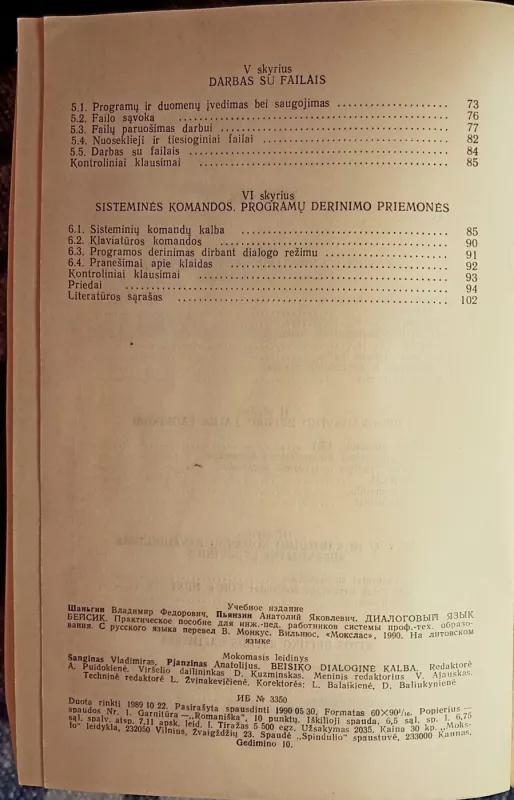 V skyrius
DARBAS SU FAILAIS
5.1. Programų ir duomenų įvedimas bei saugojimas . . . . . . . . . . . . . . . . . . . 73
5.2. Failo sąvoka . . . . . . . . . . . . . . . . . . . . . . . . . . . . . . . . . . . . . . . . 76
5.3. Failų paruošimas darbui . . . . . . . . . . . . . . . . . . . . . . . . . . . . . . . . 77
5.4. Nuoseklieji ir tiesioginiai failai . . . . . . . . . . . . . . . . . . . . . . . . . . . . 82
5.5. Darbas su failais . . . . . . . . . . . . . . . . . . . . . . . . . . . . . . . . . . . . 84
Kontroliniai klausimai . . . . . . . . . . . . . . . . . . . . . . . . . . . . . . . . . . . 85
VI skyrius
SISTEMINĖS KOMANDOS. PROGRAMŲ DERINIMO PRIEMONĖS
6.1. Sisteminių komandų kalba . . . . . . . . . . . . . . . . . . . . . . . . . . . . . . 85
6.2. Klaviatūros komandos . . . . . . . . . . . . . . . . . . . . . . . . . . . . . . . . . 90
6.3. Programos derinimas dirbant dialogo režimu . . . . . . . . . . . . . . . . . . 91
6.4. Pranešimai apie klaidas . . . . . . . . . . . . . . . . . . . . . . . . . . . . . . . . 92
Kontroliniai klausimai . . . . . . . . . . . . . . . . . . . . . . . . . . . . . . . . . . . 93
Priedai . . . . . . . . . . . . . . . . . . . . . . . . . . . . . . . . . . . . . . . . . . . . . . 94
Literatūros sąrašas . . . . . . . . . . . . . . . . . . . . . . . . . . . . . . . . . . . . . 102
Учебное издание
Шаньгин Владимир Федорович, Пьянзин Анатолий Яковлевич. ДИАЛОГОВЫЙ ЯЗЫК
БЕЙСИК. Практическое пособие для инж.-пед. работников системы проф.-тех. образо-
вания. С русского языка перевел В. Монкус. Вильнюс, «Мокслас», 1990. На литовском
языке
Mokomasis leidinys
Šanginas Vladimiras, Pjanzinas Anatolijus. BEISIKO DIALOGINĖ KALBA. Redaktorė
A. Puidokienė. Viršelio dailininkas D. Kuzminskas. Meninis redaktorius V. Ajauskas.
Techninė redaktorė L. Žvinakevičienė. Korektorės: L. Balaikienė, D. Baliukynienė
ИБ № 3350
Duota rinkti 1989 10 22. Pasirašyta spausdinti 1990 05 30. Formatas 60×90¹/₁₆. Popierius —
spaudos Nr. 1. Garnitūra — „Romaniška", 10 punktų. Iškilioji spauda. 6,5 sąl. sp. l. 6,75
sąl. spalv. atsp. 7,11 apsk. leid. l. Tiražas 5 500 egz. Užsakymas 2035. Kaina 30 kp. „Moks-
lo" leidykla, 232050 Vilnius, Žvaigždžių 23. Spaudė „Spindulio" spaustuvė, 233000 Kaunas,
Gedimino 10.